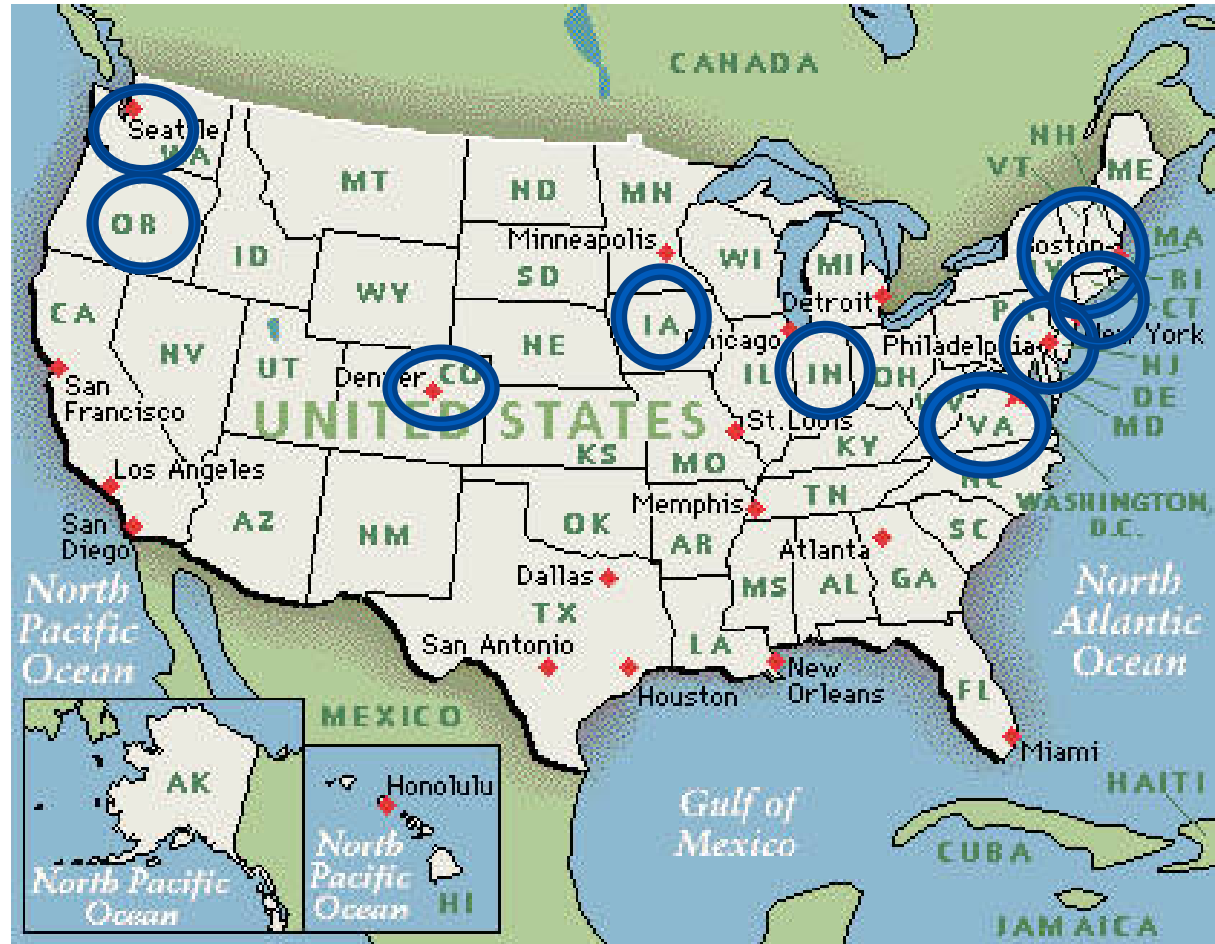 CANADA
NH
VT
ME
Seattle
WA
MT
ND
MN
OR
Minneapolis
Boston
MA
ID
WI
MI
SD
RI
WY
Detroit
PA
CT
CA
IA
Chicago
Philadelphia
New York
NE
NV
UT
Denver
CO
IL
IN
OH
NJ
San
Francisco
WV
DE
UNITED STATES
St. Louis
VA
MD
KS
MO
KY
Los Angeles
NC
TN
WASHINGTON,
D.C.
Memphis
San
Diego
AZ
NM
OK
AR
SC
Atlanta
Dallas
MS
AL
GA
North
Pacific
Ocean
North
Atlantic
Ocean
TX
San Antonio
LA
New
Orleans
Houston
FL
MEXICO
Miami
AK
Honolulu
HAITI
Gulf of
Mexico
North
Pacific
Ocean
CUBA
North Pacific
Ocean
HI
JAMAICA